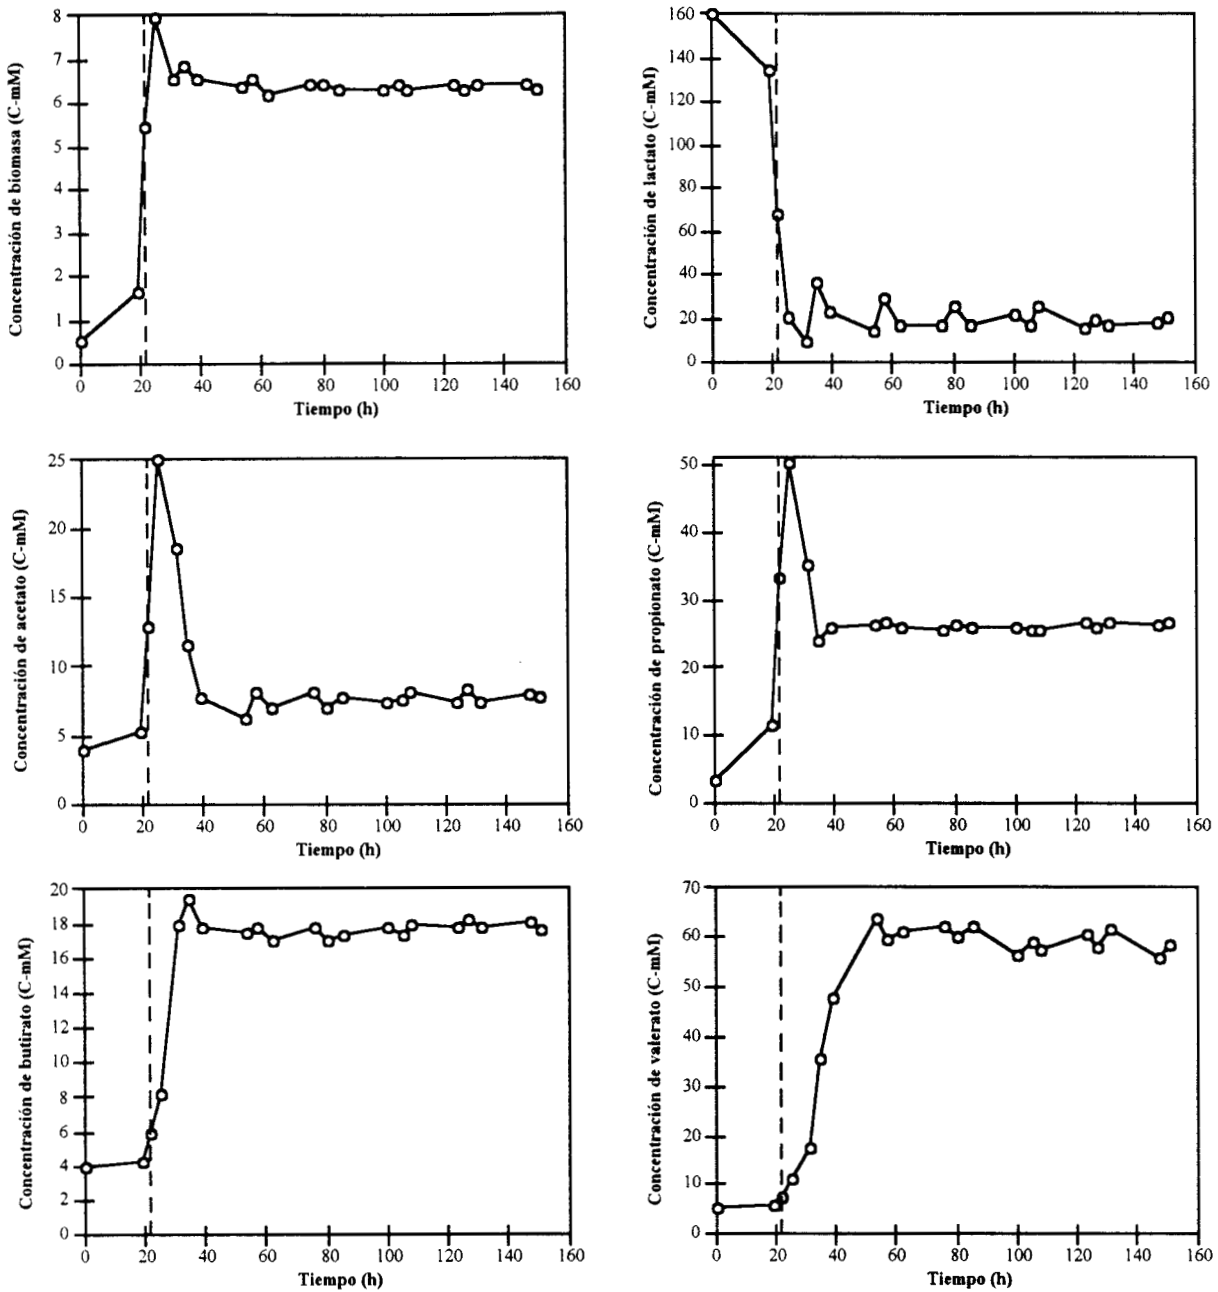 Concentración de biomasa (C-mM)
8
7
6
5
4
3
2
1
0
0 20 40 60 80 100 120 140 160
Tiempo (h)
Concentración de lactato (C-mM)
160
140
120
100
80
60
40
20
0
0 20 40 60 80 100 120 140 160
Tiempo (h)
Concentración de acetato (C-mM)
25
20
15
10
5
0
0 20 40 60 80 100 120 140 160
Tiempo (h)
Concentración de propionato (C-mM)
50
40
30
20
10
0
0 20 40 60 80 100 120 140 160
Tiempo (h)
Concentración de butirato (C-mM)
20
18
16
14
12
10
8
6
4
2
0
0 20 40 60 80 100 120 140 160
Tiempo (h)
Concentración de valerato (C-mM)
70
60
50
40
30
20
10
0
0 20 40 60 80 100 120 140 160
Tiempo (h)